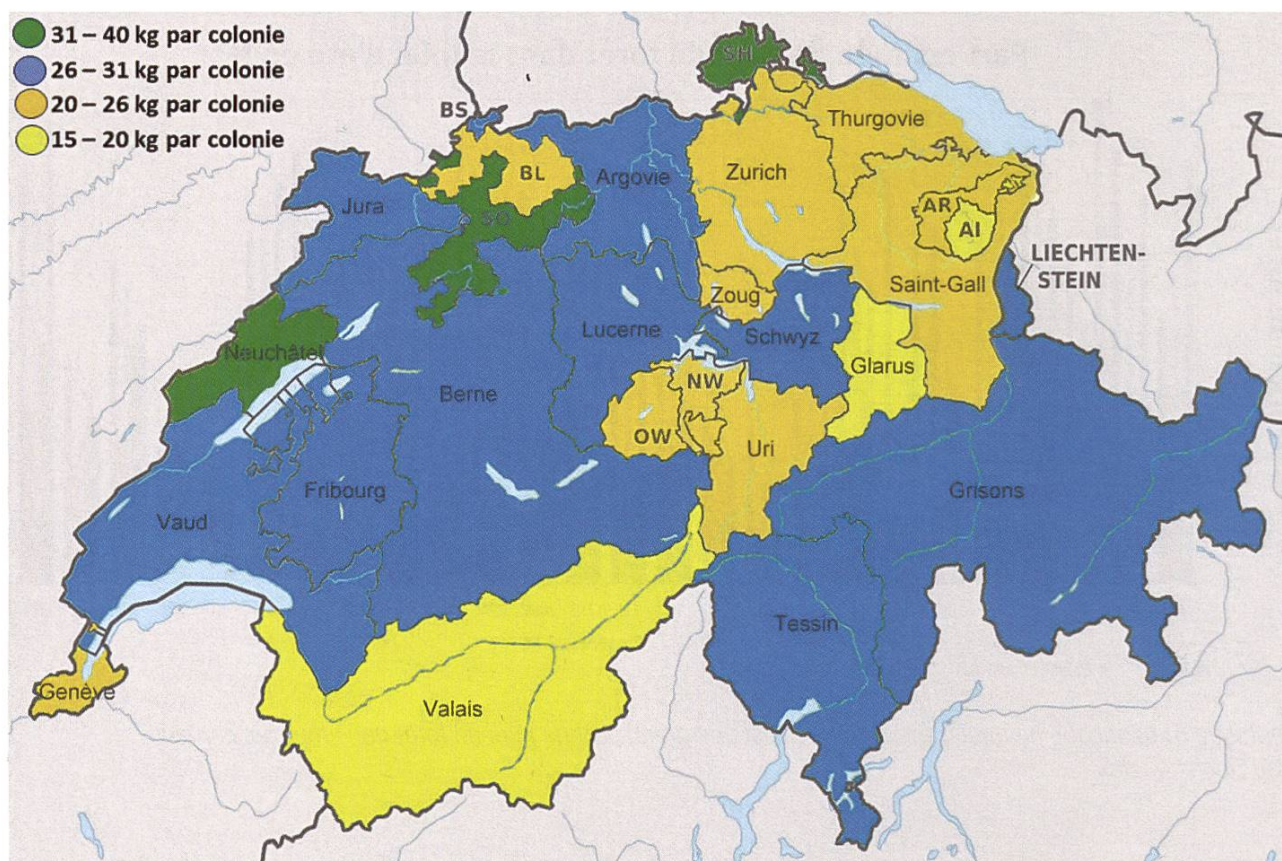 31 – 40 kg par colonie
26 – 31 kg par colonie
20 – 26 kg par colonie
15 – 20 kg par colonie
SH
BS
Thurgovie
BL
Argovie
Zurich
Jura
SO
AR
AI
LIECHTEN-
STEIN
Saint-Gall
Zoug
Lucerne
Schwyz
Neuchâtel
Glarus
NW
Berne
OW
Uri
Fribourg
Grisons
Vaud
Tessin
Genève
Valais